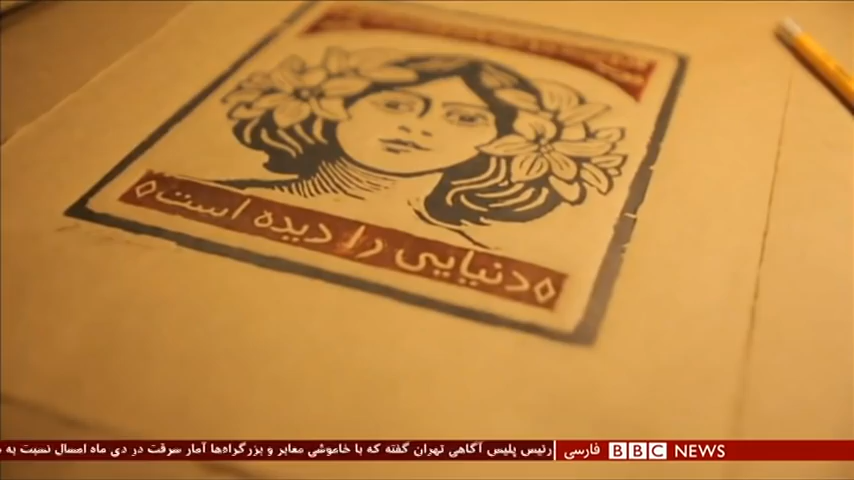 ◊ دنیایی را دیده است ◊
رئیس پلیس آگاهی تهران گفته که با خاموشی معابر و بزرگراه‌ها آمار سرقت در دی ماه امسال نسبت به
فارسی BBC NEWS